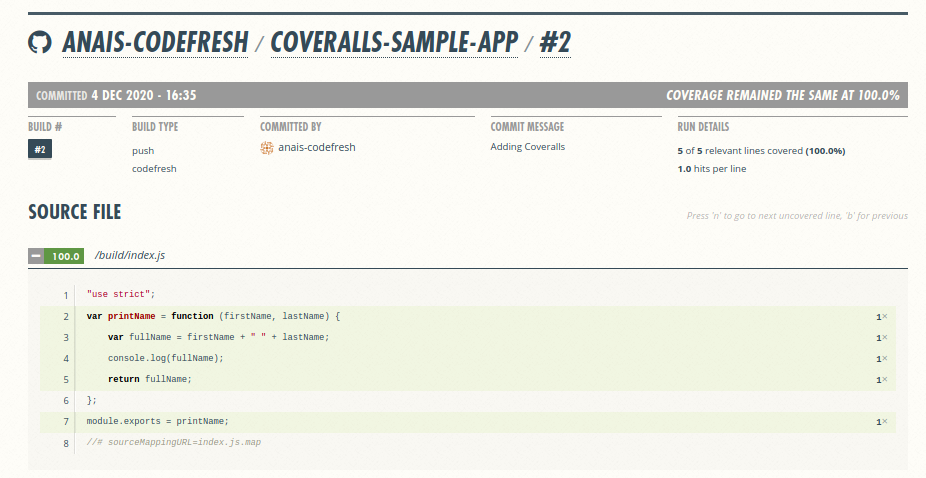 ANAIS-CODEFRESH / COVERALLS-SAMPLE-APP / #2
COMMITTED 4 DEC 2020 - 16:35 COVERAGE REMAINED THE SAME AT 100.0%
BUILD # BUILD TYPE COMMITTED BY COMMIT MESSAGE RUN DETAILS
#2 push anais-codefresh Adding Coveralls 5 of 5 relevant lines covered (100.0%)
codefresh 1.0 hits per line
SOURCE FILE Press 'n' to go to next uncovered line, 'b' for previous
− 100.0 /build/index.js
1 "use strict";
2 var printName = function (firstName, lastName) { 1×
3 var fullName = firstName + " " + lastName; 1×
4 console.log(fullName); 1×
5 return fullName; 1×
6 };
7 module.exports = printName; 1×
8 //# sourceMappingURL=index.js.map